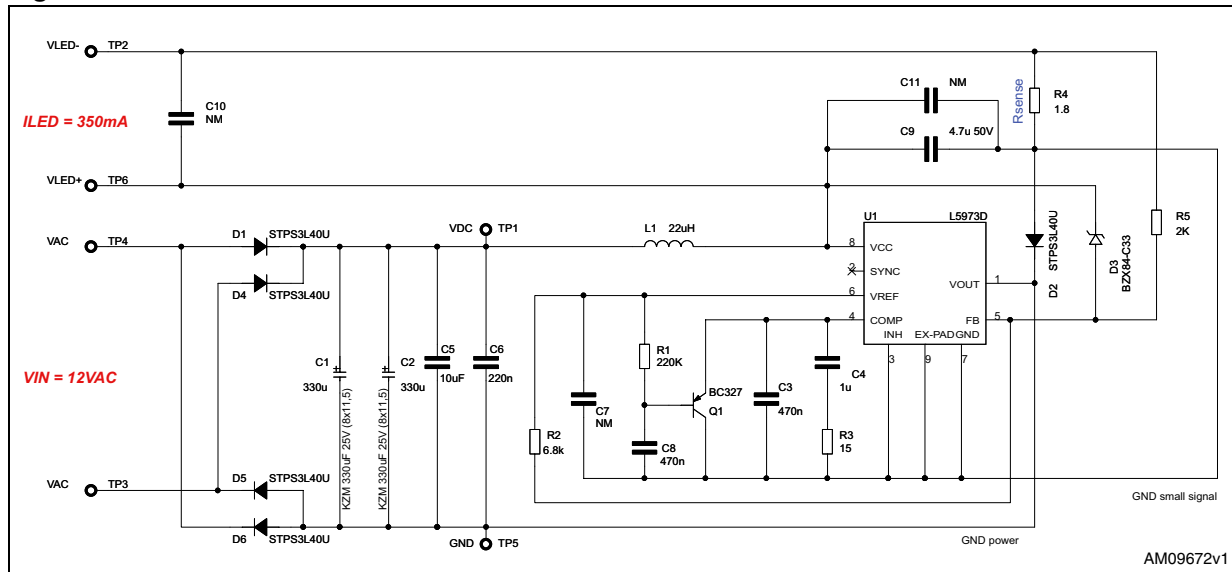 VLED- TP2
C10
NM
ILED = 350mA
VLED+ TP6
C11 NM
C9 4.7u 50V
Rsense
R4
1.8
VAC TP4
D1 STPS3L40U
D4 STPS3L40U
VDC TP1
L1 22uH
U1 L5973D
8 VCC
2 SYNC
6 VREF
4 COMP
VOUT 1
FB 5
INH EX-PAD GND
3 9 7
D2
STPS3L40U
D3
BZX84-C33
R5
2K
VIN = 12VAC
C1
330u
KZM 330uF 25V (8x11,5)
C2
330u
KZM 330uF 25V (8x11,5)
C5
10uF
C6
220n
R2
6.8k
C7
NM
R1
220K
C8
470n
BC327
Q1
C3
470n
C4
1u
R3
15
VAC TP3
D5 STPS3L40U
D6 STPS3L40U
GND TP5
GND small signal
GND power
AM09672v1